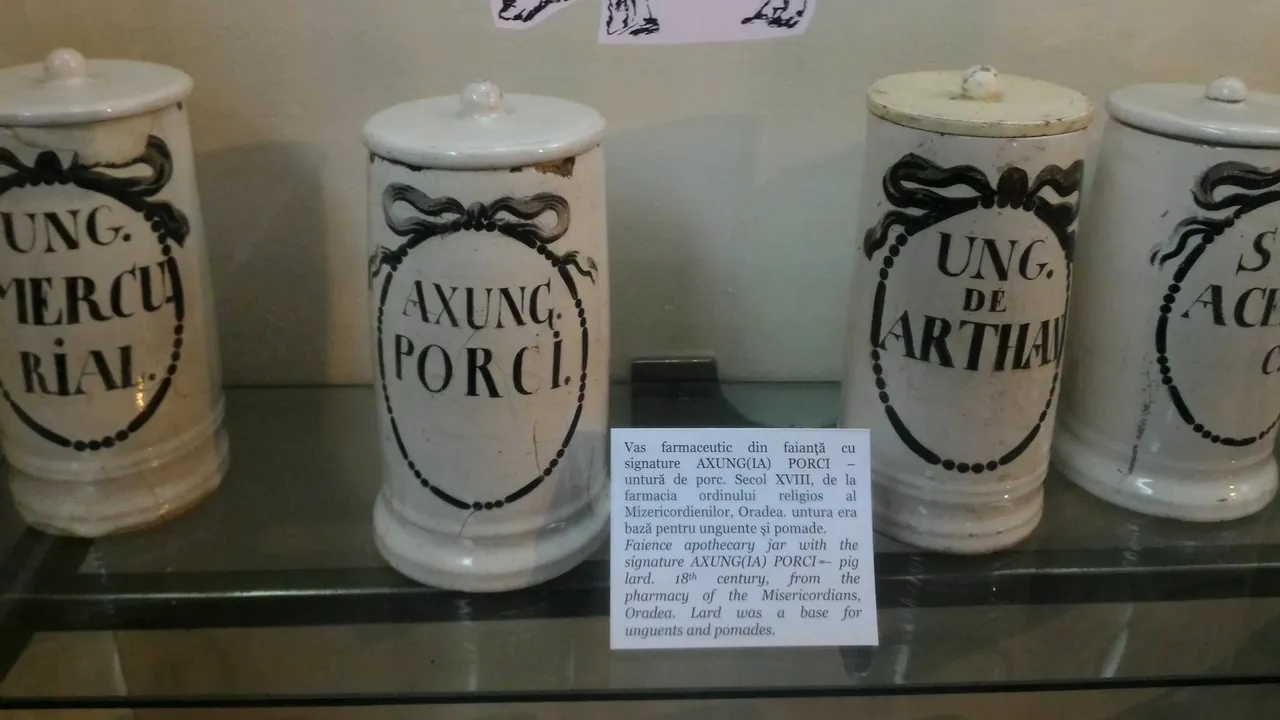 UNG.
MERCU
RIAL.
AXUNG.
PORCI.
UNG.
DE
ARTHAN
S
ACE
C
Vas farmaceutic din faianţă cu
signature AXUNG(IA) PORCI –
untură de porc. Secol XVIII, de la
farmacia ordinului religios al
Mizericordienilor, Oradea. untura era
bază pentru unguente şi pomade.
Faience apothecary jar with the
signature AXUNG(IA) PORCI– pig
lard. 18th century, from the
pharmacy of the Misericordians,
Oradea. Lard was a base for
unguents and pomades.